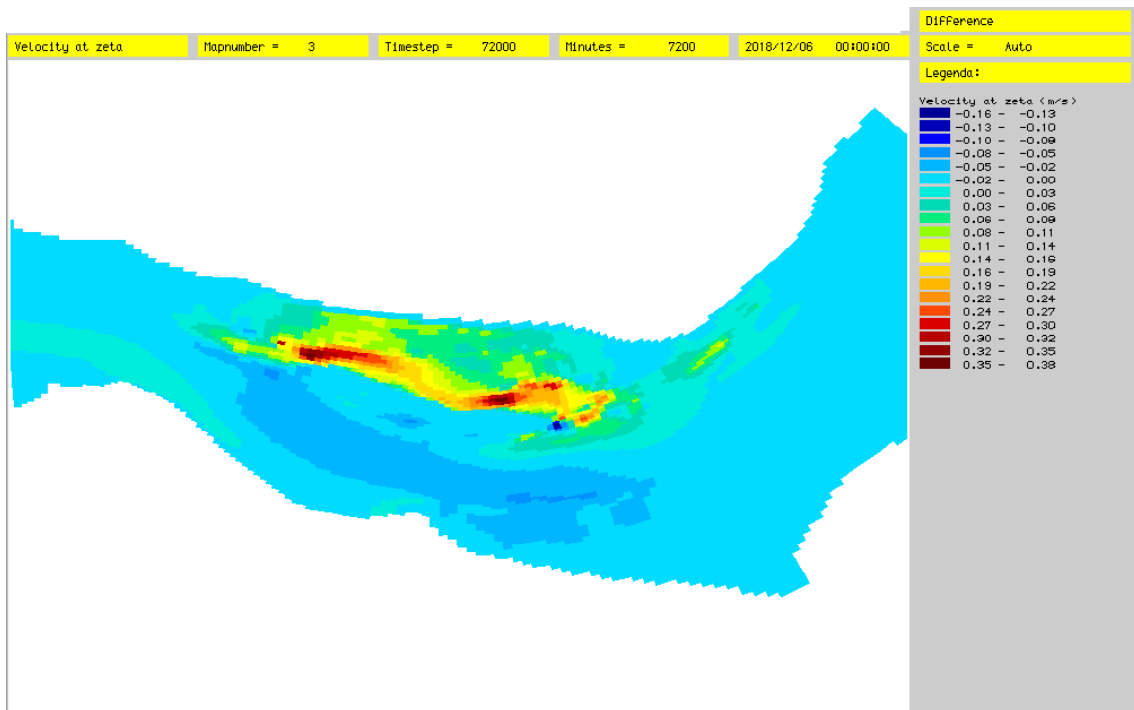 Difference
Velocity at zeta Mapnumber = 3 Timestep = 72000 Minutes = 7200 2018/12/06 00:00:00
Scale = Auto
Legenda:
Velocity at zeta (m/s)
-0.16 - -0.13
-0.13 - -0.10
-0.10 - -0.08
-0.08 - -0.05
-0.05 - -0.02
-0.02 - 0.00
0.00 - 0.03
0.03 - 0.06
0.06 - 0.08
0.08 - 0.11
0.11 - 0.14
0.14 - 0.16
0.16 - 0.19
0.19 - 0.22
0.22 - 0.24
0.24 - 0.27
0.27 - 0.30
0.30 - 0.32
0.32 - 0.35
0.35 - 0.38